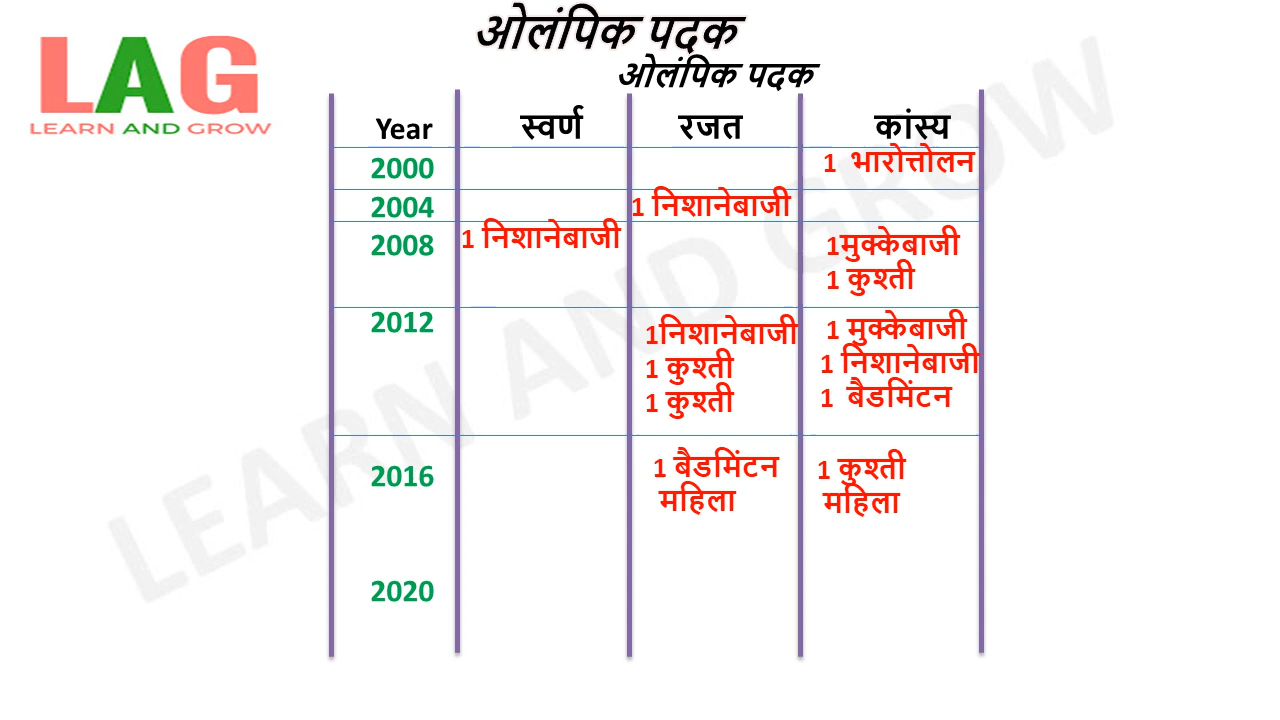 ओलंपिक पदक
ओलंपिक पदक
LAG
LEARN AND GROW
Year स्वर्ण रजत कांस्य
2000 1 भारोत्तोलन
2004 1 निशानेबाजी
2008 1 निशानेबाजी 1मुक्केबाजी
1 कुश्ती
2012 1निशानेबाजी 1 मुक्केबाजी
1 कुश्ती 1 निशानेबाजी
1 कुश्ती 1 बैडमिंटन
2016 1 बैडमिंटन 1 कुश्ती
महिला महिला
2020
LEARN AND GROW